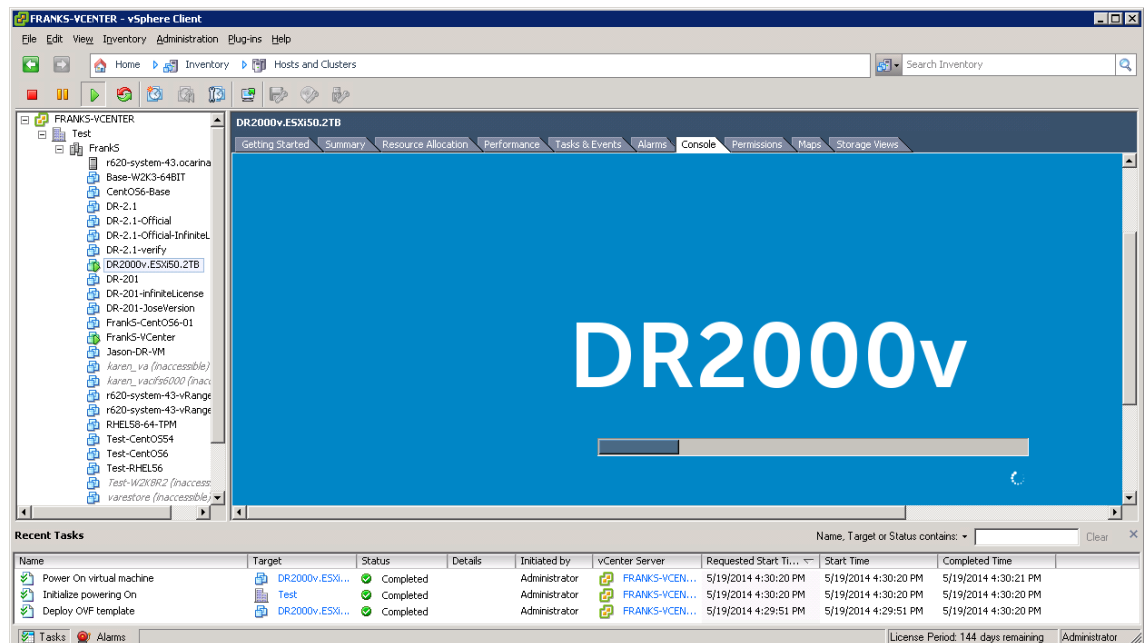 FRANKS-VCENTER - vSphere Client
File Edit View Inventory Administration Plug-ins Help
Home Inventory Hosts and Clusters Search Inventory
FRANKS-VCENTER
Test
FrankS
r620-system-43.ocarina
Base-W2K3-64BIT
CentOS6-Base
DR-2.1
DR-2.1-Official
DR-2.1-Official-InfiniteL
DR-2.1-verify
DR2000v.ESXi50.2TB
DR-201
DR-201-infiniteLicense
DR-201-JoseVersion
FrankS-CentOS6-01
FrankS-VCenter
Jason-DR-VM
karen_va (inaccessible)
karen_vacifs6000 (inacc
r620-system-43-vRange
r620-system-43-vRange
RHEL58-64-TPM
Test-CentOS54
Test-CentOS6
Test-RHEL56
Test-W2K8R2 (inaccess
varestore (inaccessible)
DR2000v.ESXi50.2TB
Getting Started Summary Resource Allocation Performance Tasks & Events Alarms Console Permissions Maps Storage Views
DR2000v
Recent Tasks Name, Target or Status contains: Clear
Name Target Status Details Initiated by vCenter Server Requested Start Ti... Start Time Completed Time
Power On virtual machine DR2000v.ESXi... Completed Administrator FRANKS-VCEN... 5/19/2014 4:30:20 PM 5/19/2014 4:30:20 PM 5/19/2014 4:30:21 PM
Initialize powering On Test Completed Administrator FRANKS-VCEN... 5/19/2014 4:30:20 PM 5/19/2014 4:30:20 PM 5/19/2014 4:30:20 PM
Deploy OVF template DR2000v.ESXi... Completed Administrator FRANKS-VCEN... 5/19/2014 4:29:51 PM 5/19/2014 4:29:51 PM 5/19/2014 4:30:20 PM
Tasks Alarms License Period: 144 days remaining Administrator